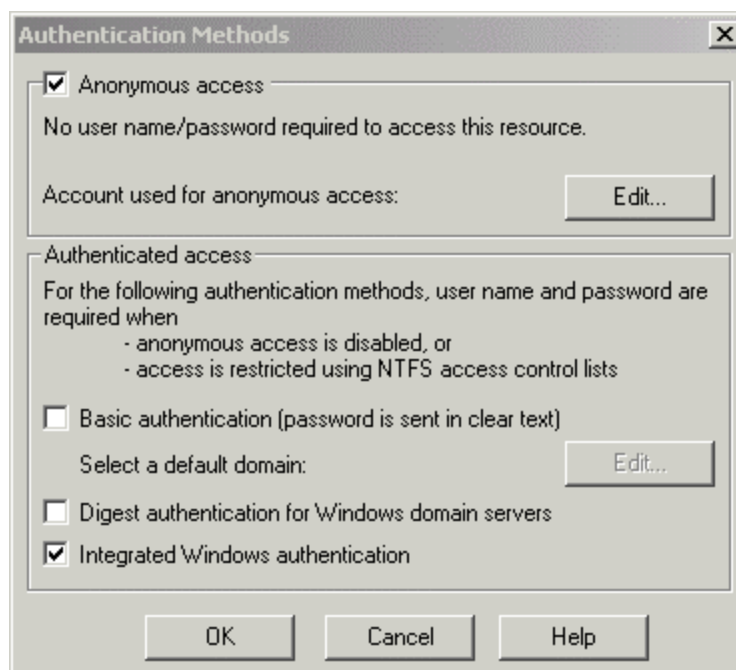 Authentication Methods
Anonymous access
No user name/password required to access this resource.
Account used for anonymous access:
Edit...
Authenticated access
For the following authentication methods, user name and password are
required when
- anonymous access is disabled, or
- access is restricted using NTFS access control lists
Basic authentication (password is sent in clear text)
Select a default domain:
Edit...
Digest authentication for Windows domain servers
Integrated Windows authentication
OK
Cancel
Help